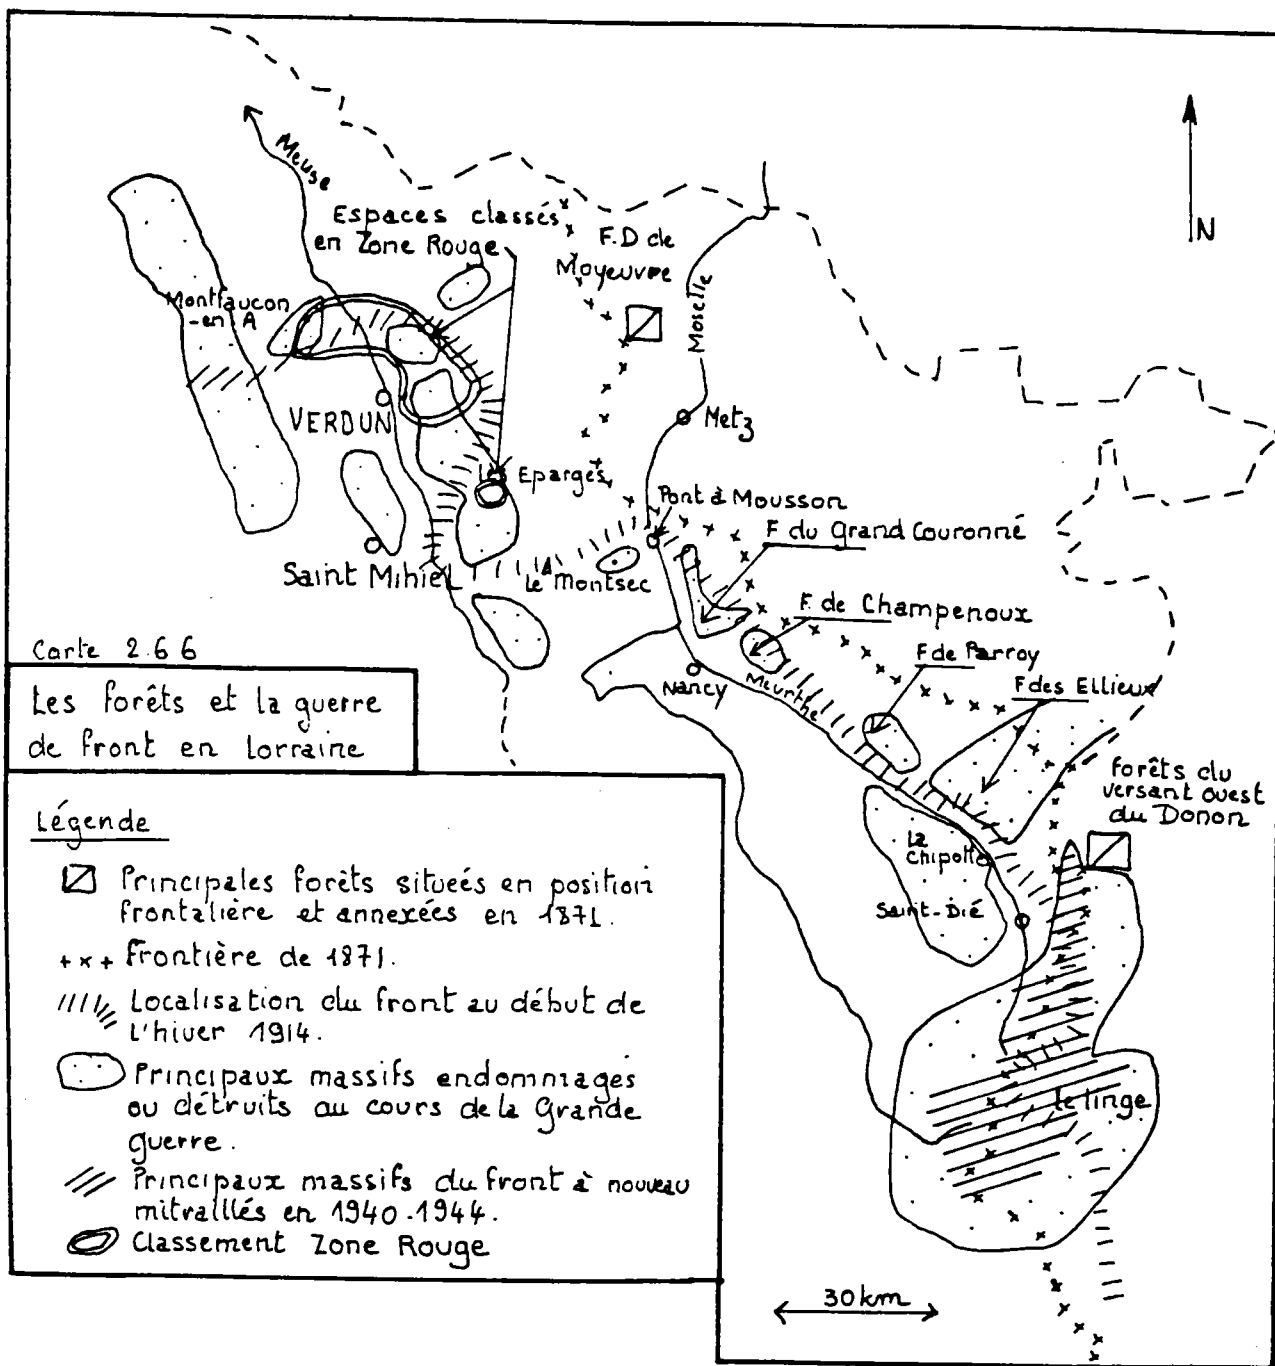 Meuse
Espaces classés
en Zone Rouge
F.D de
Moyeuvre
N
Montfaucon
-en A
Moselle
VERDUN
Metz
Eparges
Pont à Mousson
F du Grand Couronné
Saint Mihiel
Le Montsec
F. de Champenoux
F de Parroy
F des Ellieux
Nancy
Meurthe
Carte 2.6 6
Les forêts et la guerre
de front en Lorraine
forêts du
versant ouest
du Donon
La
Chipotte
Saint-Dié
Le Linge
30 km
Légende
Principales forêts situeés en position
frontalière et annexées en 1871.
Frontière de 1871.
Localisation du front au début de
l'hiver 1914.
Principaux massifs endommagés
ou détruits au cours de la Grande
guerre.
Principaux massifs du front à nouveau
mitraillés en 1940-1944.
Classement Zone Rouge